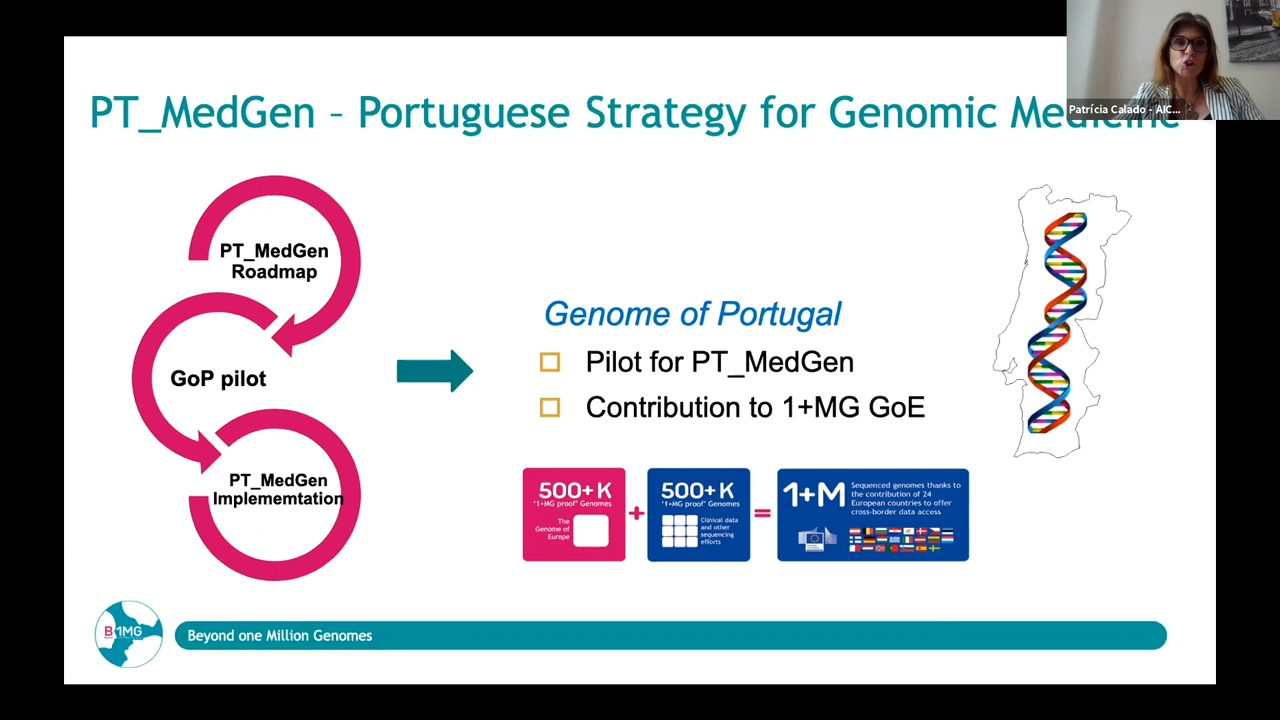 PT_MedGen – Portuguese Strategy for Genomic Medicine
Patrícia Calado - AIC...
PT_MedGen
Roadmap
GoP pilot
PT_MedGen
Implememtation
Genome of Portugal
Pilot for PT_MedGen
Contribution to 1+MG GoE
500+K
"1+MG proof" Genomes
The
Genome of
Europe
+
500+K
"1+MG proof" Genomes
Clinical data
and other
sequencing
efforts
=
1+M
Sequenced genomes thanks to
the contribution of 24
European countries to offer
cross-border data access
B1MG
Beyond one Million Genomes